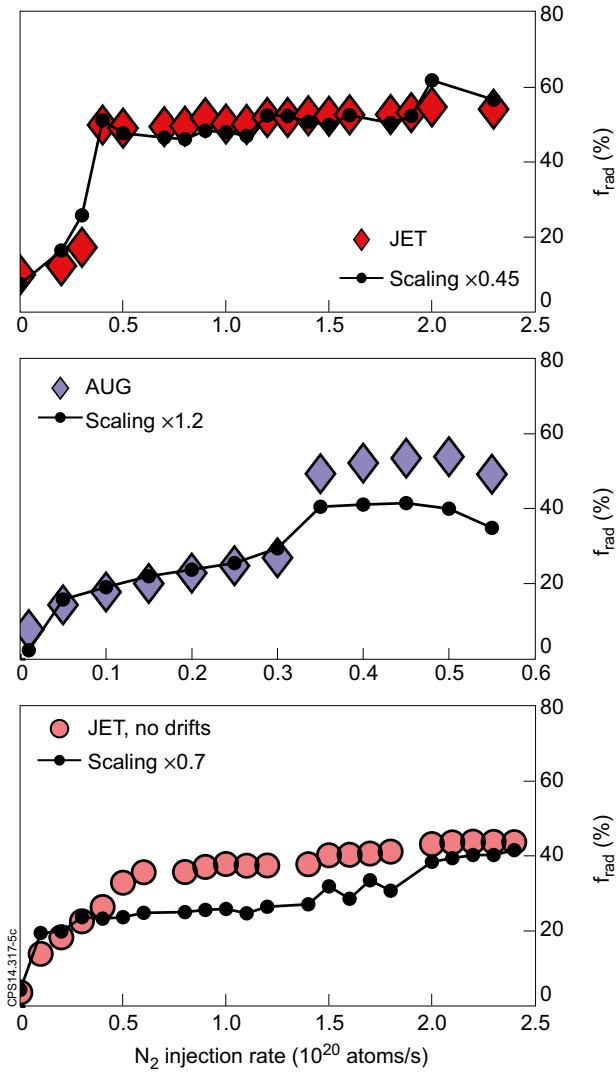 80
60
40
20
0
f_rad (%)
JET
Scaling ×0.45
0 0.5 1.0 1.5 2.0 2.5
80
60
40
20
0
f_rad (%)
AUG
Scaling ×1.2
0 0.1 0.2 0.3 0.4 0.5 0.6
80
60
40
20
0
f_rad (%)
JET, no drifts
Scaling ×0.7
CPS14.317-5c
0 0.5 1.0 1.5 2.0 2.5
N₂ injection rate (10²⁰ atoms/s)